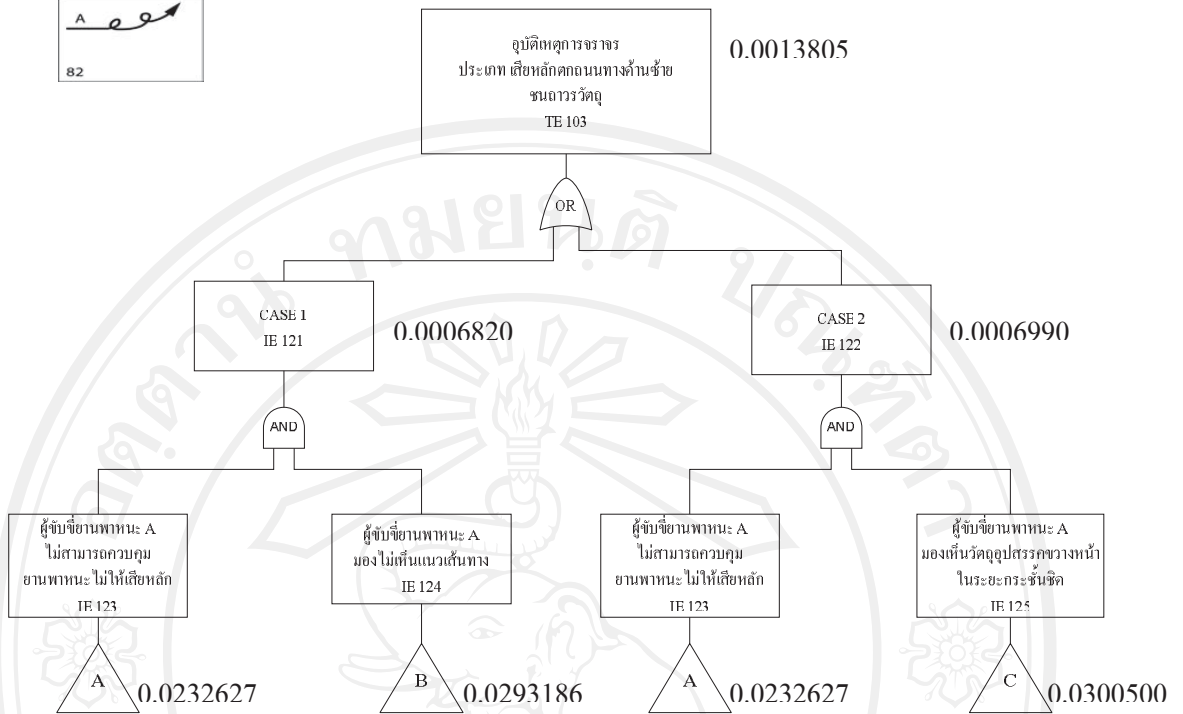 A
82
อุบัติเหตุการจราจร
ประเภท เสียหลักตกถนนทางด้านซ้าย
ชนถาวรวัตถุ
TE 103
0.0013805
OR
CASE 1
IE 121
0.0006820
CASE 2
IE 122
0.0006990
AND
AND
ผู้ขับขี่ยานพาหนะ A
ไม่สามารถควบคุม
ยานพาหนะ ไม่ให้เสียหลัก
IE 123
ผู้ขับขี่ยานพาหนะ A
มองไม่เห็นแนวเส้นทาง
IE 124
ผู้ขับขี่ยานพาหนะ A
ไม่สามารถควบคุม
ยานพาหนะ ไม่ให้เสียหลัก
IE 123
ผู้ขับขี่ยานพาหนะ A
มองเห็นวัตถุอุปสรรคขวางหน้า
ในระยะกระชั้นชิด
IE 125
A
0.0232627
B
0.0293186
A
0.0232627
C
0.0300500